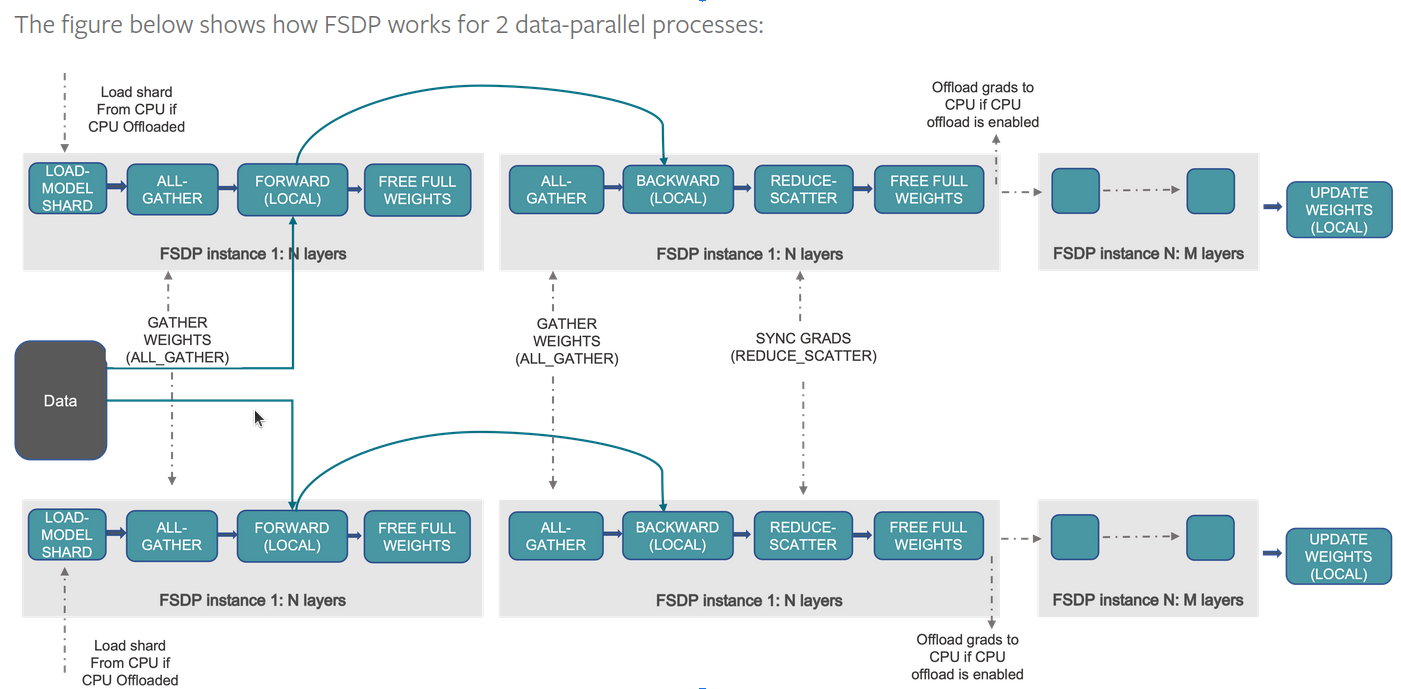 The figure below shows how FSDP works for 2 data-parallel processes:
Load shard
From CPU if
CPU Offloaded
Offload grads to
CPU if CPU
offload is enabled
LOAD-
MODEL
SHARD
ALL-
GATHER
FORWARD
(LOCAL)
FREE FULL
WEIGHTS
FSDP instance 1: N layers
ALL-
GATHER
BACKWARD
(LOCAL)
REDUCE-
SCATTER
FREE FULL
WEIGHTS
FSDP instance 1: N layers
FSDP instance N: M layers
UPDATE
WEIGHTS
(LOCAL)
GATHER
WEIGHTS
(ALL_GATHER)
GATHER
WEIGHTS
(ALL_GATHER)
SYNC GRADS
(REDUCE_SCATTER)
Data
LOAD-
MODEL
SHARD
ALL-
GATHER
FORWARD
(LOCAL)
FREE FULL
WEIGHTS
FSDP instance 1: N layers
ALL-
GATHER
BACKWARD
(LOCAL)
REDUCE-
SCATTER
FREE FULL
WEIGHTS
FSDP instance 1: N layers
FSDP instance N: M layers
UPDATE
WEIGHTS
(LOCAL)
Load shard
From CPU if
CPU Offloaded
Offload grads to
CPU if CPU
offload is enabled